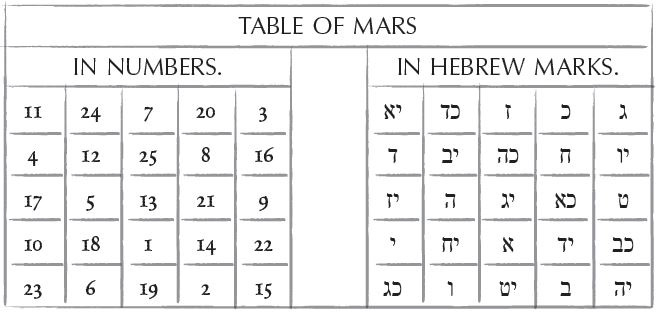 TABLE OF MARS
IN NUMBERS. IN HEBREW MARKS.
11 24 7 20 3 יא כד ז כ ג
4 12 25 8 16 ד יב כה ח יו
17 5 13 21 9 יז ה יג כא ט
10 18 1 14 22 י יח א יד כב
23 6 19 2 15 כג ו יט ב יה